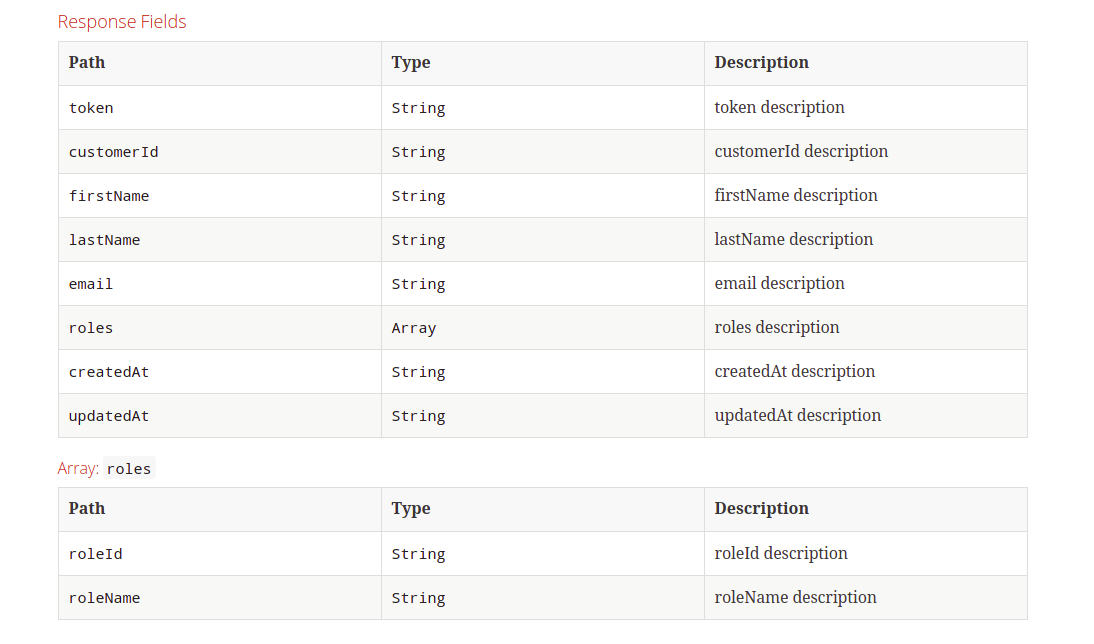 Response Fields
Path Type Description
token String token description
customerId String customerId description
firstName String firstName description
lastName String lastName description
email String email description
roles Array roles description
createdAt String createdAt description
updatedAt String updatedAt description
Array: roles
Path Type Description
roleId String roleId description
roleName String roleName description